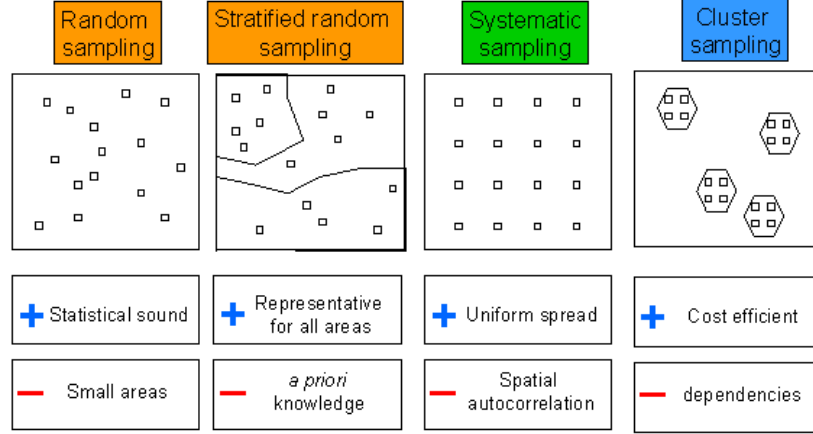 Random
sampling
Stratified random
sampling
Systematic
sampling
Cluster
sampling
+ Statistical sound
+ Representative
for all areas
+ Uniform spread
+ Cost efficient
− Small areas
− a priori
knowledge
− Spatial
autocorrelation
− dependencies